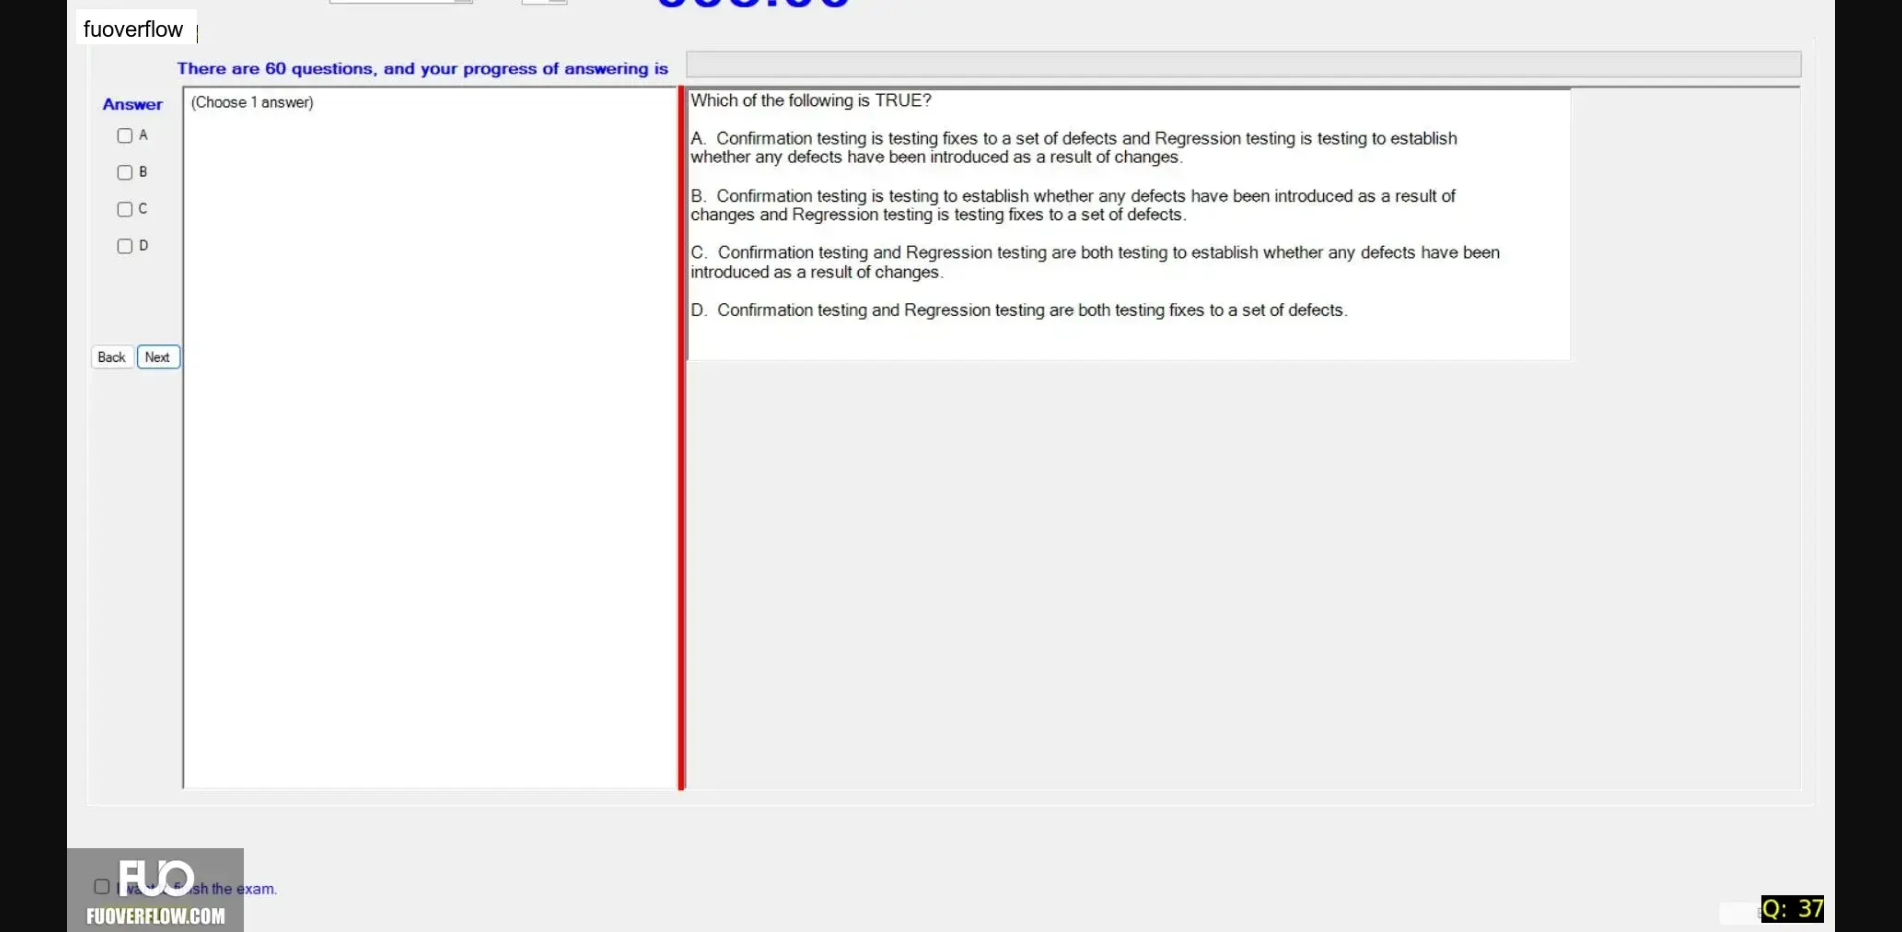 fuoverflow
There are 60 questions, and your progress of answering is
Answer
(Choose 1 answer)
A
B
C
D
Back Next
Which of the following is TRUE?
A. Confirmation testing is testing fixes to a set of defects and Regression testing is testing to establish
whether any defects have been introduced as a result of changes.
B. Confirmation testing is testing to establish whether any defects have been introduced as a result of
changes and Regression testing is testing fixes to a set of defects.
C. Confirmation testing and Regression testing are both testing to establish whether any defects have been
introduced as a result of changes.
D. Confirmation testing and Regression testing are both testing fixes to a set of defects.
FUO
the exam.
FUOVERFLOW.COM
Q: 37